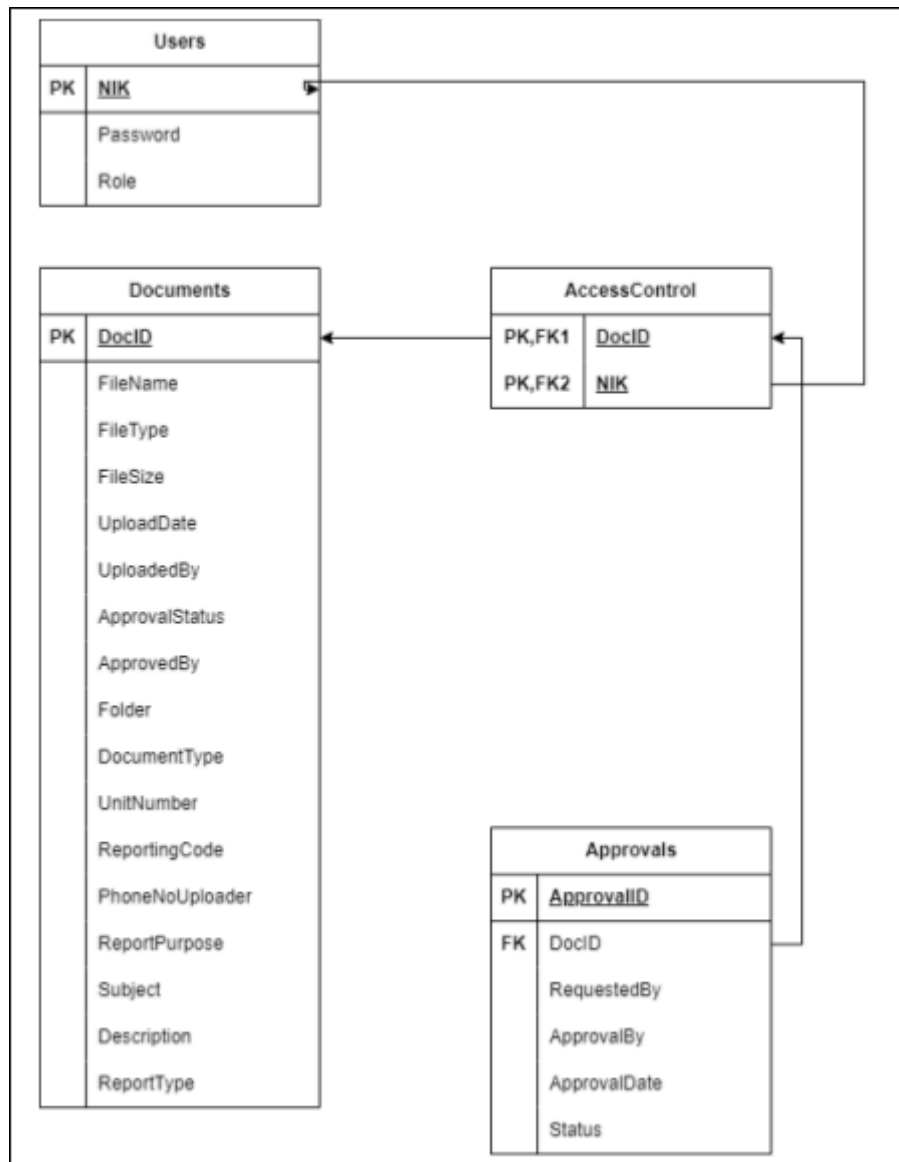 Users
PK NIK
Password
Role
Documents
PK DocID
FileName
FileType
FileSize
UploadDate
UploadedBy
ApprovalStatus
ApprovedBy
Folder
DocumentType
UnitNumber
ReportingCode
PhoneNoUploader
ReportPurpose
Subject
Description
ReportType
AccessControl
PK,FK1 DocID
PK,FK2 NIK
Approvals
PK ApprovalID
FK DocID
RequestedBy
ApprovalBy
ApprovalDate
Status